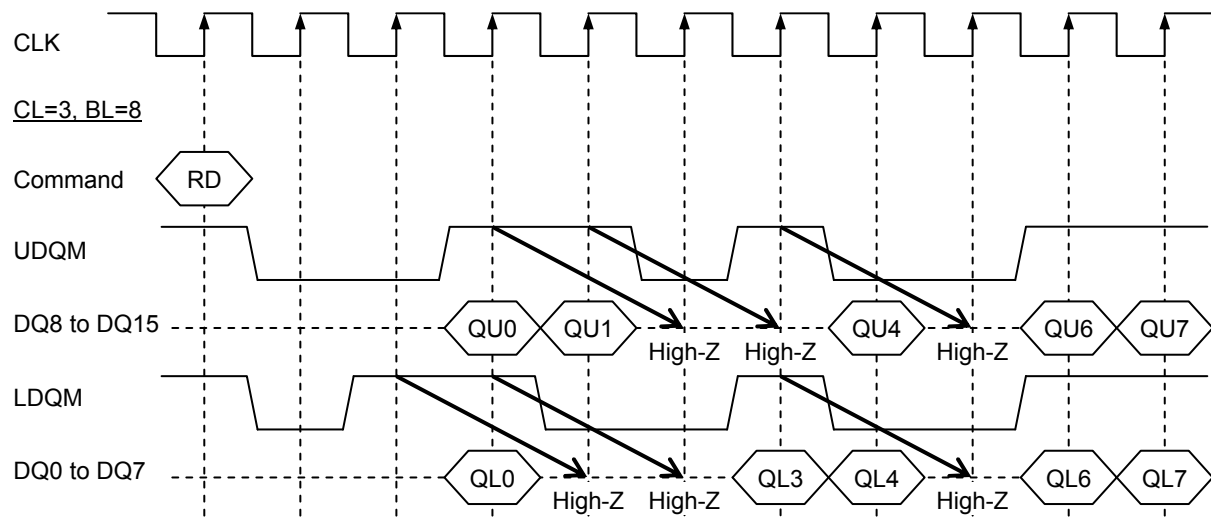 CLK
CL=3, BL=8
Command RD
UDQM
DQ8 to DQ15 QU0 QU1 QU4 QU6 QU7
High-Z High-Z High-Z
LDQM
DQ0 to DQ7 QL0 QL3 QL4 QL6 QL7
High-Z High-Z High-Z